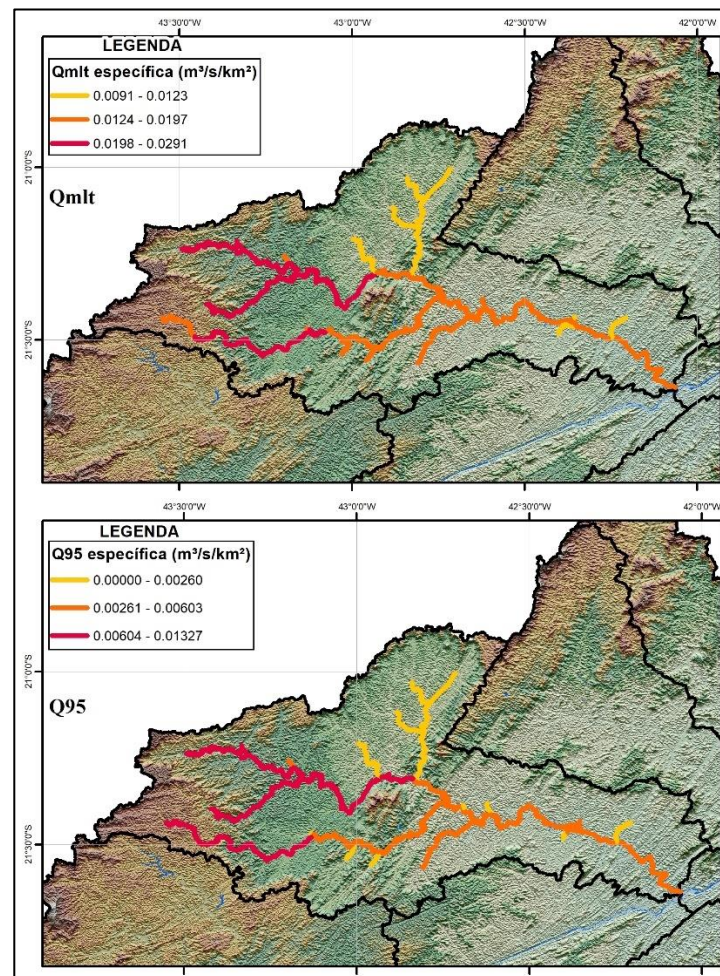 43°30'0"W 43°0'0"W 42°30'0"W 42°0'0"W
LEGENDA
Qmlt específica (m³/s/km²)
0.0091 - 0.0123
0.0124 - 0.0197
0.0198 - 0.0291
21°0'0"S
Qmlt
21°30'0"S
43°30'0"W 43°0'0"W 42°30'0"W 42°0'0"W
LEGENDA
Q95 específica (m³/s/km²)
0.00000 - 0.00260
0.00261 - 0.00603
0.00604 - 0.01327
21°0'0"S
Q95
21°30'0"S